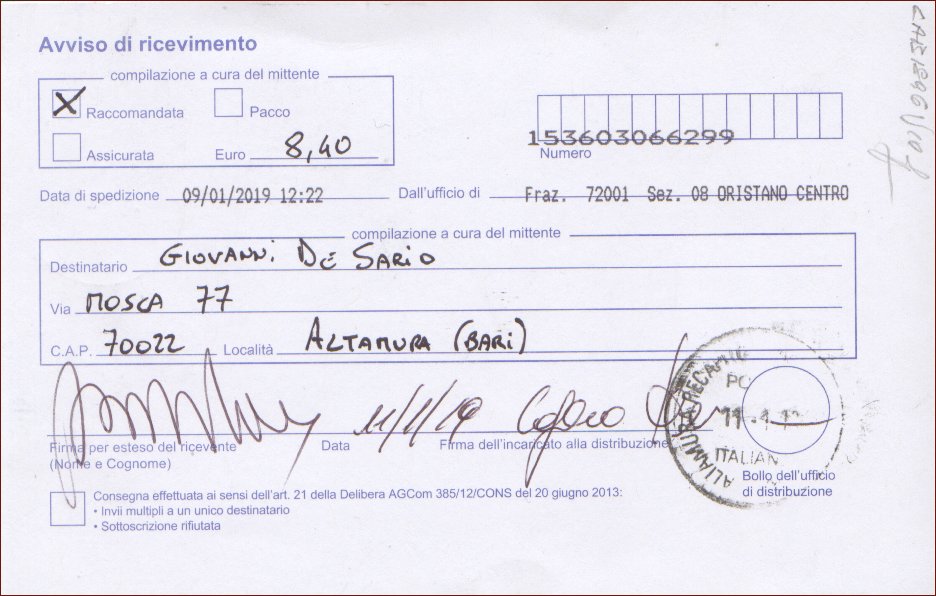 Avviso di ricevimento
compilazione a cura del mittente
X Raccomandata Pacco
Assicurata Euro 8,40
153603066299
Numero
Data di spedizione 09/01/2019 12:22 Dall'ufficio di Fraz. 72001 Sez. 08 ORISTANO CENTRO
compilazione a cura del mittente
Destinatario GIOVANNI DE SARIO
Via MOSCA 77
C.A.P. 70022 Località ALTAMURA (BARI)
11/1/19
Firma per esteso del ricevente Data Firma dell'incaricato alla distribuzione
(Nome e Cognome)
ALTAMURA RECAPITO
PO
ITALIAN
Bollo dell'ufficio
di distribuzione
Consegna effettuata ai sensi dell'art. 21 della Delibera AGCom 385/12/CONS del 20 giugno 2013:
• Invii multipli a un unico destinatario
• Sottoscrizione rifiutata